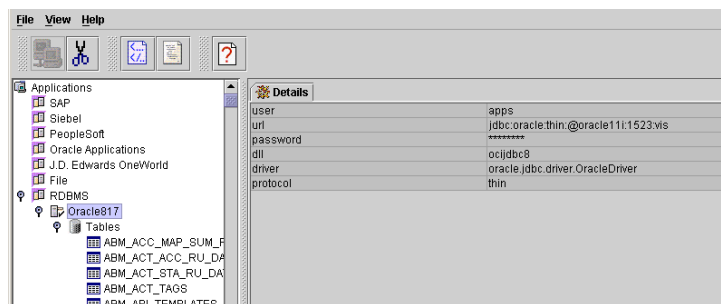 File View Help
Applications
SAP
Siebel
PeopleSoft
Oracle Applications
J.D. Edwards OneWorld
File
RDBMS
Oracle817
Tables
ABM_ACC_MAP_SUM_
ABM_ACT_ACC_RU_DA
ABM_ACT_STA_RU_DA
ABM_ACT_TAGS
ABM_API_TEMPLATES
Details
user apps
url jdbc:oracle:thin:@oracle11i:1523:vis
password ********
dll ocijdbc8
driver oracle.jdbc.driver.OracleDriver
protocol thin